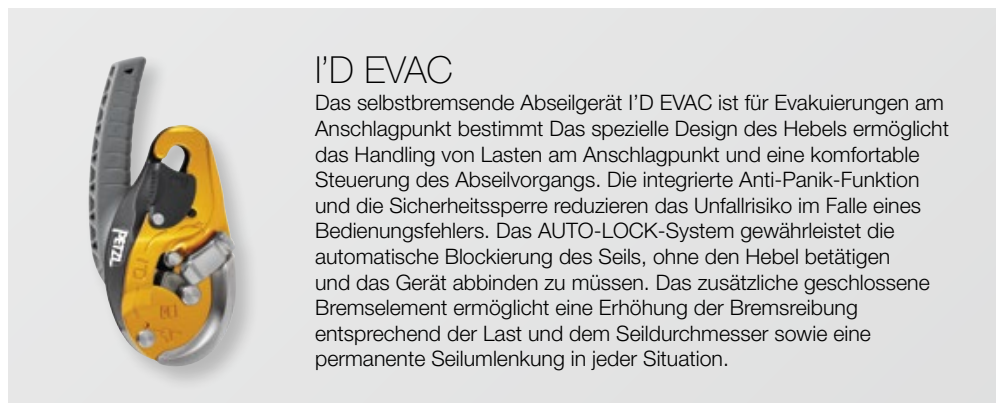 I'D EVAC
Das selbstbremsende Abseilgerät I'D EVAC ist für Evakuierungen am
Anschlagpunkt bestimmt Das spezielle Design des Hebels ermöglicht
das Handling von Lasten am Anschlagpunkt und eine komfortable
Steuerung des Abseilvorgangs. Die integrierte Anti-Panik-Funktion
und die Sicherheitssperre reduzieren das Unfallrisiko im Falle eines
Bedienungsfehlers. Das AUTO-LOCK-System gewährleistet die
automatische Blockierung des Seils, ohne den Hebel betätigen
und das Gerät abbinden zu müssen. Das zusätzliche geschlossene
Bremselement ermöglicht eine Erhöhung der Bremsreibung
entsprechend der Last und dem Seildurchmesser sowie eine
permanente Seilumlenkung in jeder Situation.
PETZL
I'D